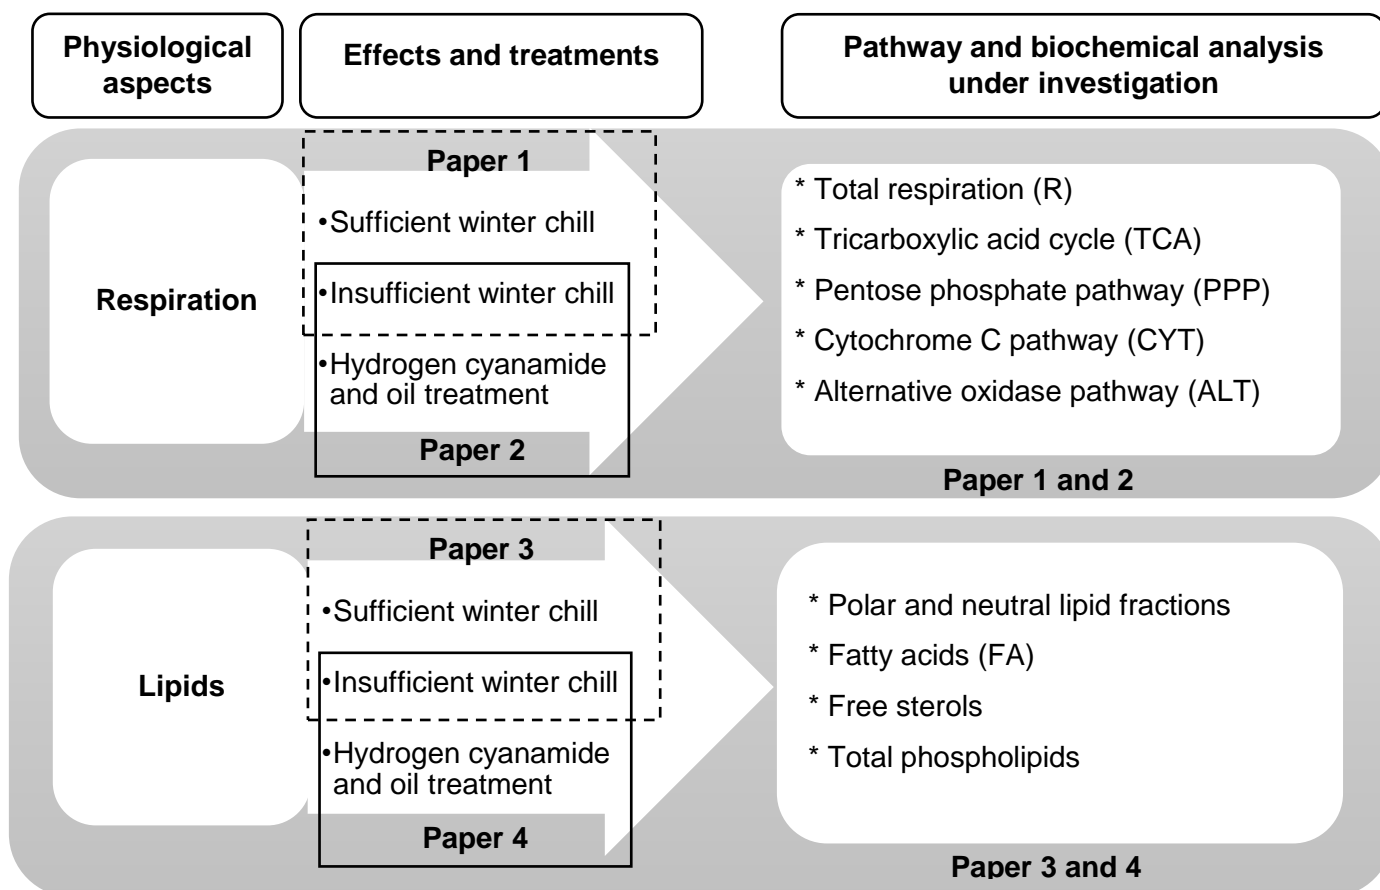 Physiological
aspects
Effects and treatments
Pathway and biochemical analysis
under investigation
Paper 1
•Sufficient winter chill
•Insufficient winter chill
•Hydrogen cyanamide
and oil treatment
Paper 2
Respiration
* Total respiration (R)
* Tricarboxylic acid cycle (TCA)
* Pentose phosphate pathway (PPP)
* Cytochrome C pathway (CYT)
* Alternative oxidase pathway (ALT)
Paper 1 and 2
Paper 3
•Sufficient winter chill
•Insufficient winter chill
•Hydrogen cyanamide
and oil treatment
Paper 4
Lipids
* Polar and neutral lipid fractions
* Fatty acids (FA)
* Free sterols
* Total phospholipids
Paper 3 and 4